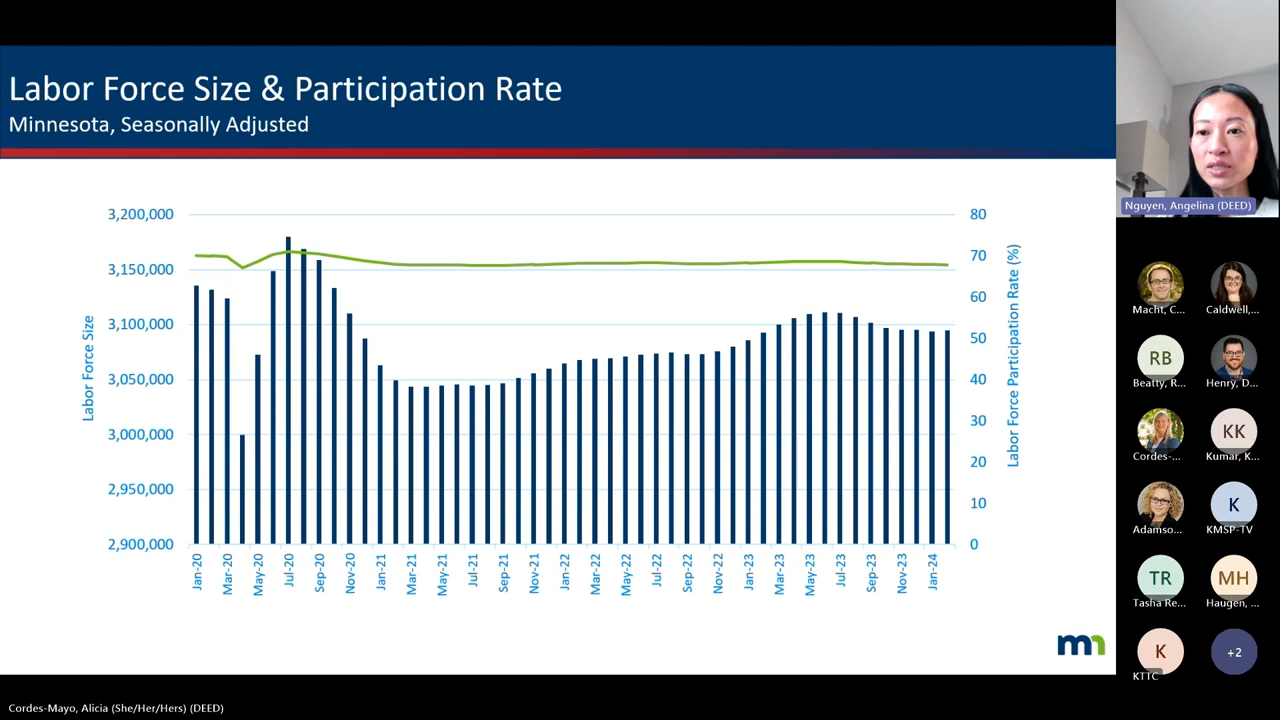 Labor Force Size & Participation Rate
Minnesota, Seasonally Adjusted
3,200,000
3,150,000
3,100,000
3,050,000
3,000,000
2,950,000
2,900,000
Labor Force Size
80
70
60
50
40
30
20
10
0
Labor Force Participation Rate (%)
Jan-20
Mar-20
May-20
Jul-20
Sep-20
Nov-20
Jan-21
Mar-21
May-21
Jul-21
Sep-21
Nov-21
Jan-22
Mar-22
May-22
Jul-22
Sep-22
Nov-22
Jan-23
Mar-23
May-23
Jul-23
Sep-23
Nov-23
Jan-24
mn
Cordes-Mayo, Alicia (She/Her/Hers) (DEED)
Nguyen, Angelina (DEED)
Macht, C...
Caldwell,...
RB
Beatty, R...
Henry, D...
Cordes-...
KK
Kumar, K...
Adamso...
K
KMSP-TV
TR
Tasha Re...
MH
Haugen, ...
K
KTTC
+2